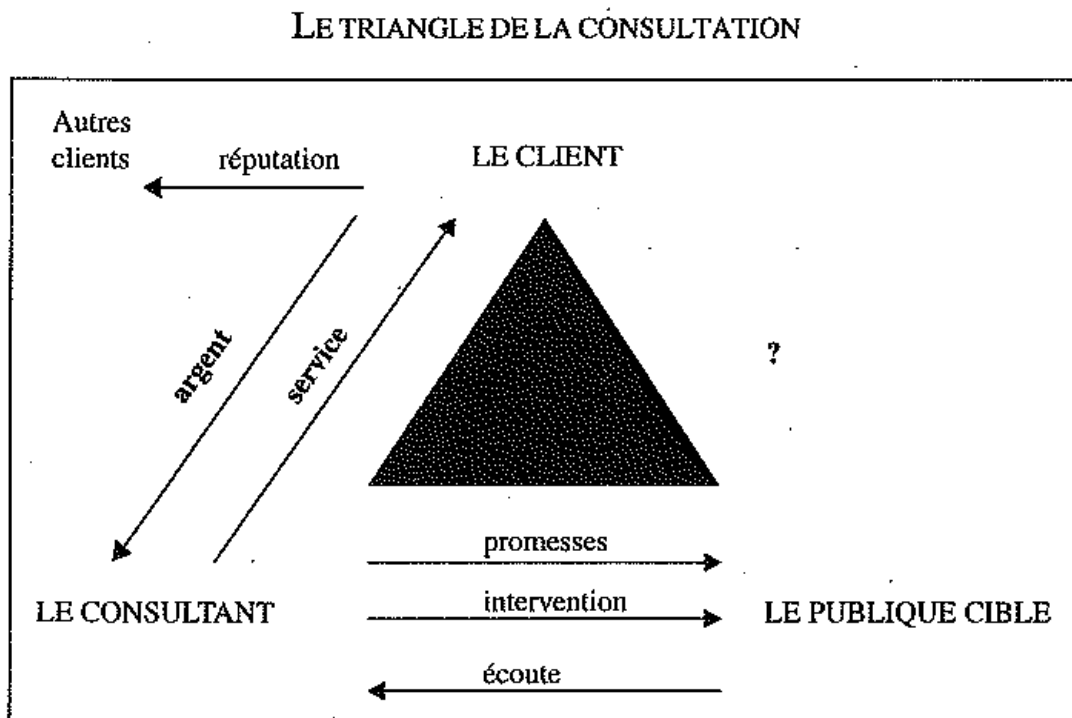 LE TRIANGLE DE LA CONSULTATION
Autres
clients
réputation
LE CLIENT
argent
service
?
promesses
LE CONSULTANT
intervention
LE PUBLIQUE CIBLE
écoute